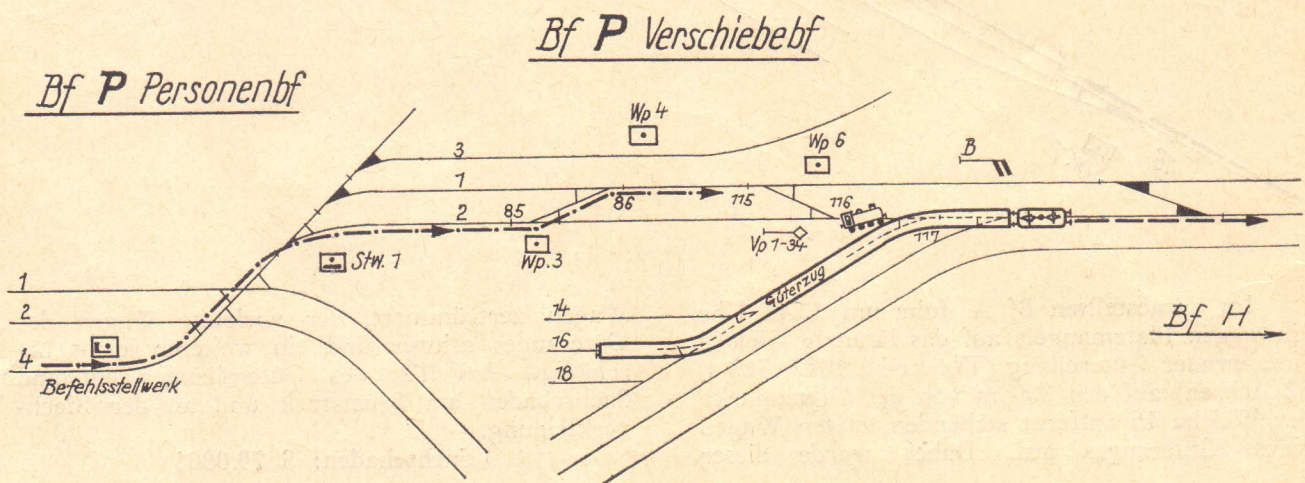 Bf P Verschiebebf
Bf P Personenbf
Wp 4
3
Wp 6
B
1
85
86
115
116
2
117
Wp. 3
Vp 1-34
Stw. 1
1
Güterzug
14
2
Bf H
16
4
18
Befehlsstellwerk